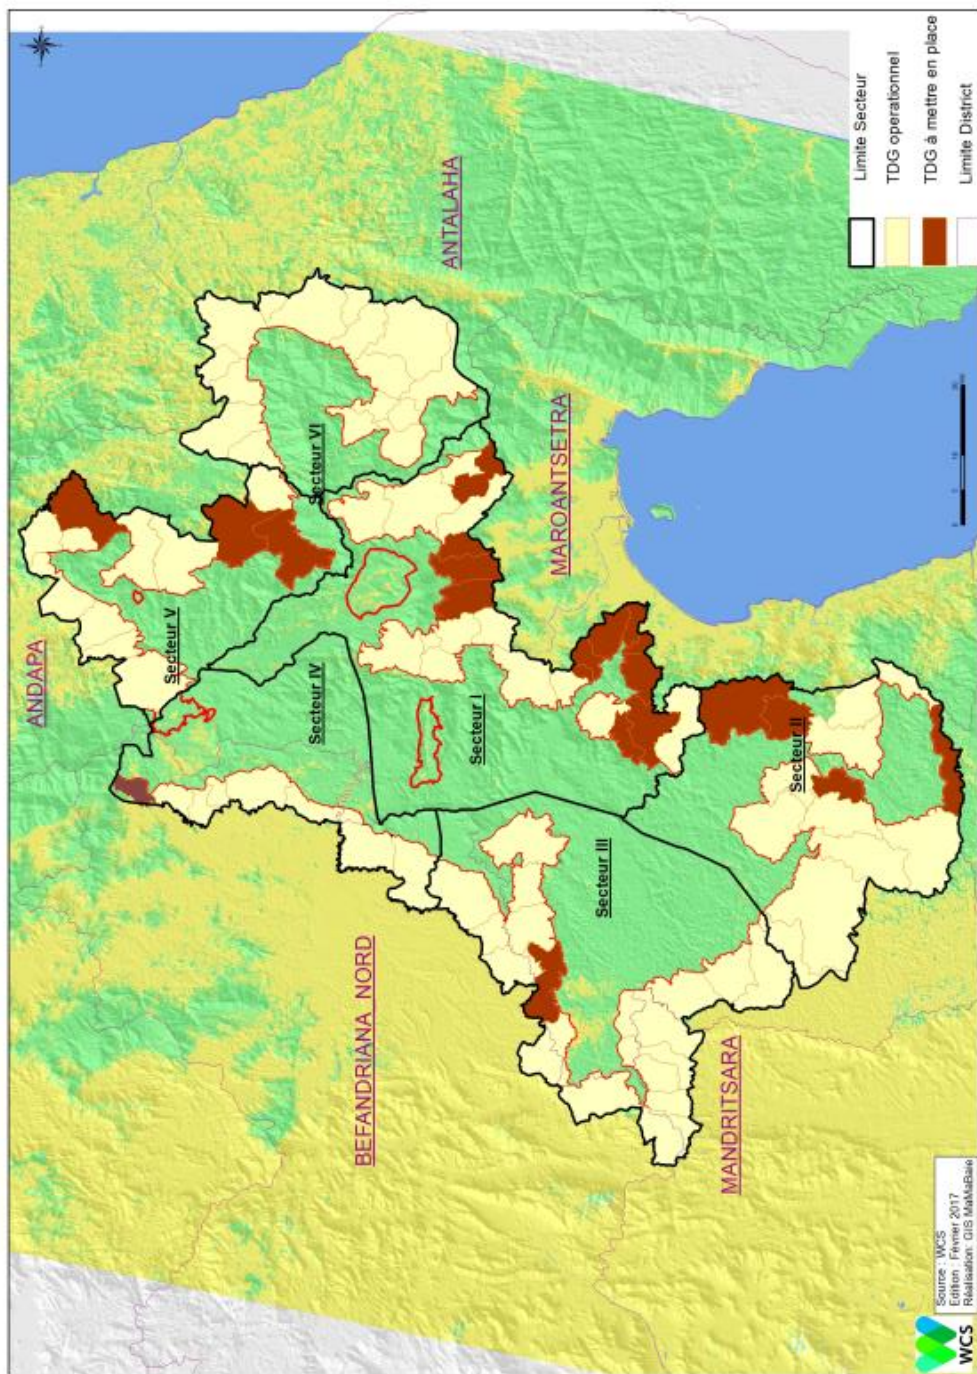 ANDAPA
ANTALAHA
Secteur V
Secteur VI
Secteur IV
MAROANTSETRA
Secteur I
BEFANDRIANA NORD
Secteur III
Secteur II
MANDRITSARA
Limite Secteur
TDG operationnel
TDG à mettre en place
Limite District
WCS
Source : WCS
Edition : Février 2017
Réalisation: GIS MaMaBaie